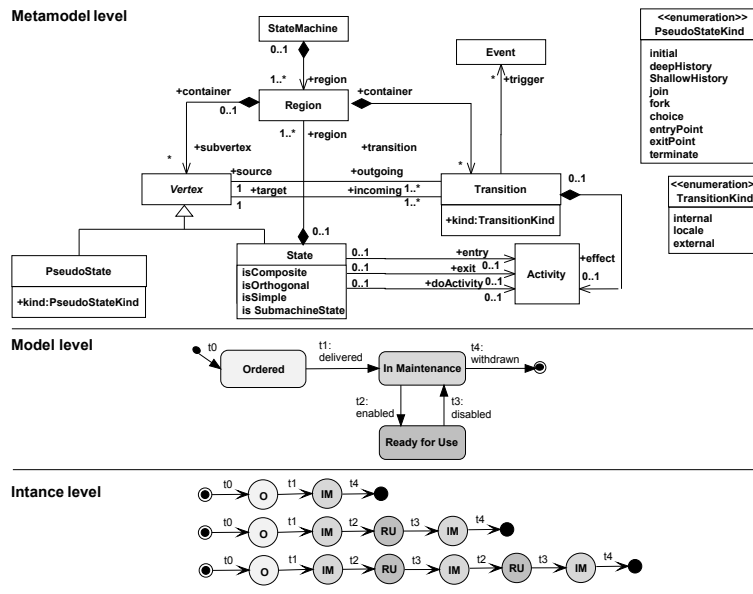 Metamodel level
StateMachine
0..1
1..*
+region
Event
*
+trigger
<<enumeration>>
PseudoStateKind
initial
deepHistory
ShallowHistory
join
fork
choice
entryPoint
exitPoint
terminate
+container
0..1
Region
+container
1..*
+region
+subvertex
*
+transition
*
Vertex
+source
1
+target
1
+outgoing
1..*
+incoming
1..*
Transition
+kind:TransitionKind
0..1
<<enumeration>>
TransitionKind
internal
locale
external
0..1
PseudoState
+kind:PseudoStateKind
State
isComposite
isOrthogonal
isSimple
is SubmachineState
0..1
+entry
0..1
0..1
+exit
0..1
0..1
+doActivity
0..1
Activity
+effect
0..1
Model level
t0
Ordered
t1:
delivered
In Maintenance
t4:
withdrawn
t2:
enabled
t3:
disabled
Ready for Use
Intance level
t0 O t1 IM t4
t0 O t1 IM t2 RU t3 IM t4
t0 O t1 IM t2 RU t3 IM t2 RU t3 IM t4